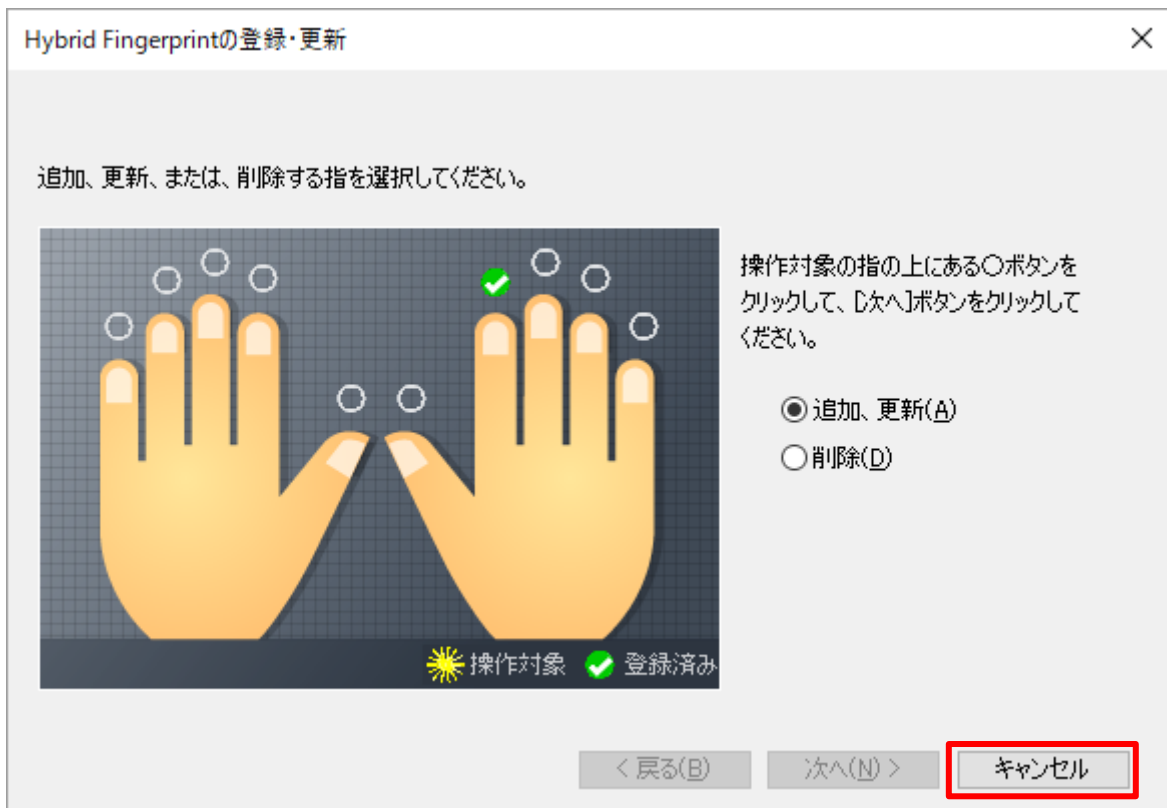 Hybrid Fingerprintの登録・更新
追加、更新、または、削除する指を選択してください。
操作対象の指の上にある○ボタンを
クリックして、[次へ]ボタンをクリックして
ください。
追加、更新(A)
削除(D)
操作対象 登録済み
< 戻る(B) 次へ(N) > キャンセル